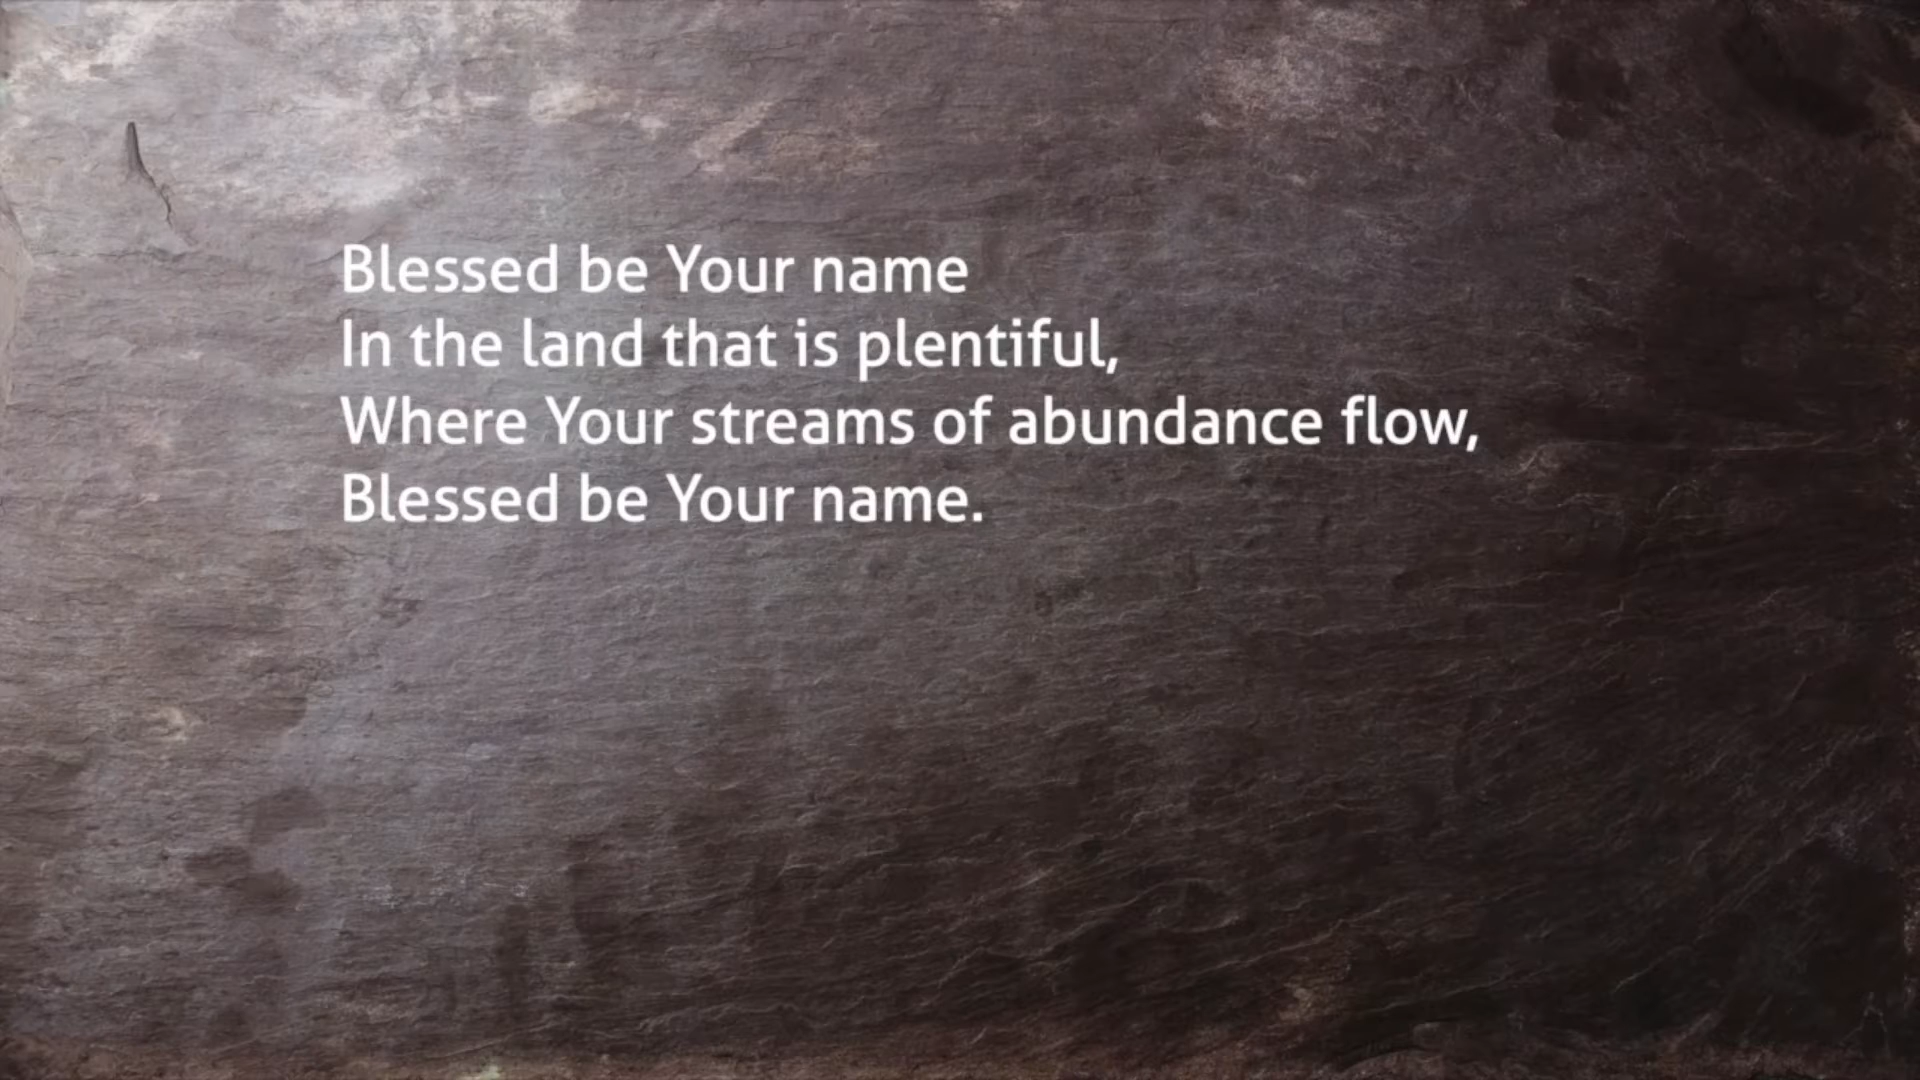 Blessed be Your name
In the land that is plentiful,
Where Your streams of abundance flow,
Blessed be Your name.